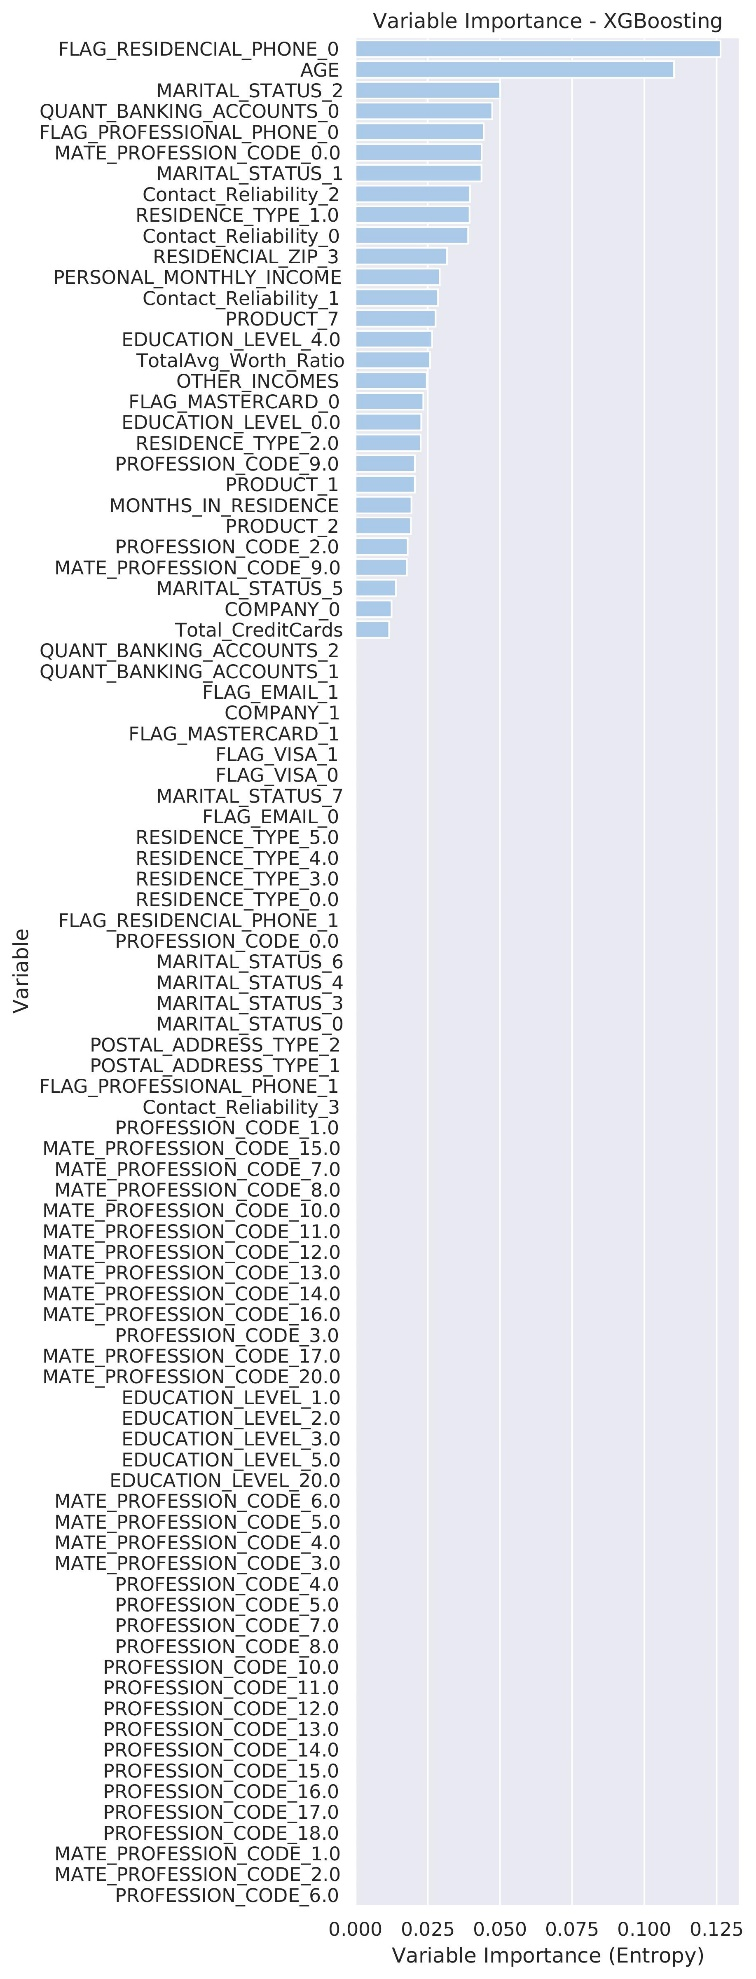 Variable Importance - XGBoosting
FLAG_RESIDENCIAL_PHONE_0
AGE
MARITAL_STATUS_2
QUANT_BANKING_ACCOUNTS_0
FLAG_PROFESSIONAL_PHONE_0
MATE_PROFESSION_CODE_0.0
MARITAL_STATUS_1
Contact_Reliability_2
RESIDENCE_TYPE_1.0
Contact_Reliability_0
RESIDENCIAL_ZIP_3
PERSONAL_MONTHLY_INCOME
Contact_Reliability_1
PRODUCT_7
EDUCATION_LEVEL_4.0
TotalAvg_Worth_Ratio
OTHER_INCOMES
FLAG_MASTERCARD_0
EDUCATION_LEVEL_0.0
RESIDENCE_TYPE_2.0
PROFESSION_CODE_9.0
PRODUCT_1
MONTHS_IN_RESIDENCE
PRODUCT_2
PROFESSION_CODE_2.0
MATE_PROFESSION_CODE_9.0
MARITAL_STATUS_5
COMPANY_0
Total_CreditCards
QUANT_BANKING_ACCOUNTS_2
QUANT_BANKING_ACCOUNTS_1
FLAG_EMAIL_1
COMPANY_1
FLAG_MASTERCARD_1
FLAG_VISA_1
FLAG_VISA_0
MARITAL_STATUS_7
FLAG_EMAIL_0
RESIDENCE_TYPE_5.0
RESIDENCE_TYPE_4.0
RESIDENCE_TYPE_3.0
RESIDENCE_TYPE_0.0
FLAG_RESIDENCIAL_PHONE_1
PROFESSION_CODE_0.0
MARITAL_STATUS_6
MARITAL_STATUS_4
MARITAL_STATUS_3
MARITAL_STATUS_0
POSTAL_ADDRESS_TYPE_2
POSTAL_ADDRESS_TYPE_1
FLAG_PROFESSIONAL_PHONE_1
Contact_Reliability_3
PROFESSION_CODE_1.0
MATE_PROFESSION_CODE_15.0
MATE_PROFESSION_CODE_7.0
MATE_PROFESSION_CODE_8.0
MATE_PROFESSION_CODE_10.0
MATE_PROFESSION_CODE_11.0
MATE_PROFESSION_CODE_12.0
MATE_PROFESSION_CODE_13.0
MATE_PROFESSION_CODE_14.0
MATE_PROFESSION_CODE_16.0
PROFESSION_CODE_3.0
MATE_PROFESSION_CODE_17.0
MATE_PROFESSION_CODE_20.0
EDUCATION_LEVEL_1.0
EDUCATION_LEVEL_2.0
EDUCATION_LEVEL_3.0
EDUCATION_LEVEL_5.0
EDUCATION_LEVEL_20.0
MATE_PROFESSION_CODE_6.0
MATE_PROFESSION_CODE_5.0
MATE_PROFESSION_CODE_4.0
MATE_PROFESSION_CODE_3.0
PROFESSION_CODE_4.0
PROFESSION_CODE_5.0
PROFESSION_CODE_7.0
PROFESSION_CODE_8.0
PROFESSION_CODE_10.0
PROFESSION_CODE_11.0
PROFESSION_CODE_12.0
PROFESSION_CODE_13.0
PROFESSION_CODE_14.0
PROFESSION_CODE_15.0
PROFESSION_CODE_16.0
PROFESSION_CODE_17.0
PROFESSION_CODE_18.0
MATE_PROFESSION_CODE_1.0
MATE_PROFESSION_CODE_2.0
PROFESSION_CODE_6.0
Variable
0.000 0.025 0.050 0.075 0.100 0.125
Variable Importance (Entropy)